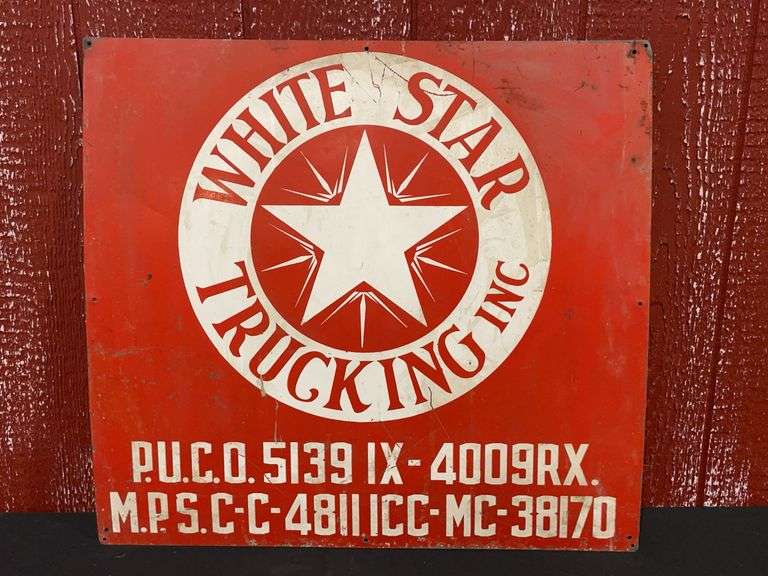 WHITE STAR
TRUCKING INC
P.U.C.O. 5139 IX-4009RX.
M.P.S.C-C-4811 ICC-MC-38170